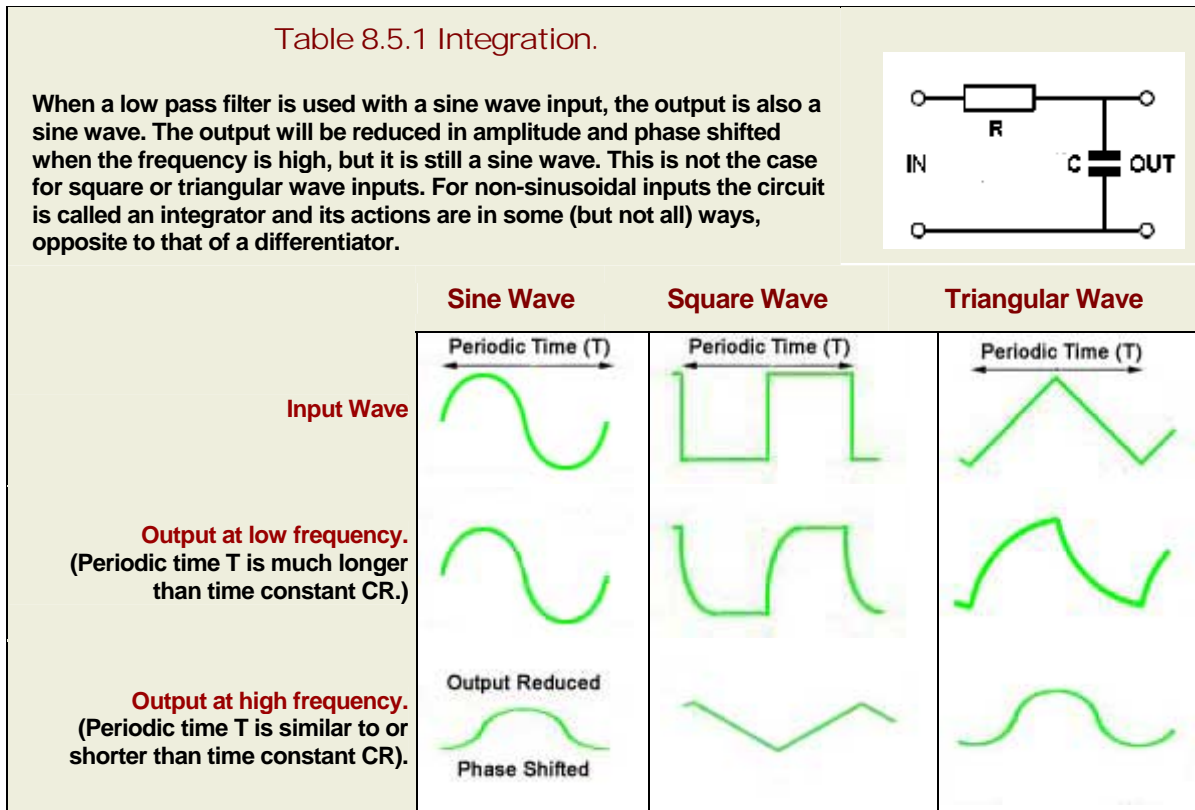 Table 8.5.1 Integration.
When a low pass filter is used with a sine wave input, the output is also a
sine wave. The output will be reduced in amplitude and phase shifted
when the frequency is high, but it is still a sine wave. This is not the case
for square or triangular wave inputs. For non-sinusoidal inputs the circuit
is called an integrator and its actions are in some (but not all) ways,
opposite to that of a differentiator.
R
IN
C
OUT
Sine Wave
Square Wave
Triangular Wave
Periodic Time (T)
Periodic Time (T)
Periodic Time (T)
Input Wave
Output at low frequency.
(Periodic time T is much longer
than time constant CR.)
Output at high frequency.
(Periodic time T is similar to or
shorter than time constant CR).
Output Reduced
Phase Shifted